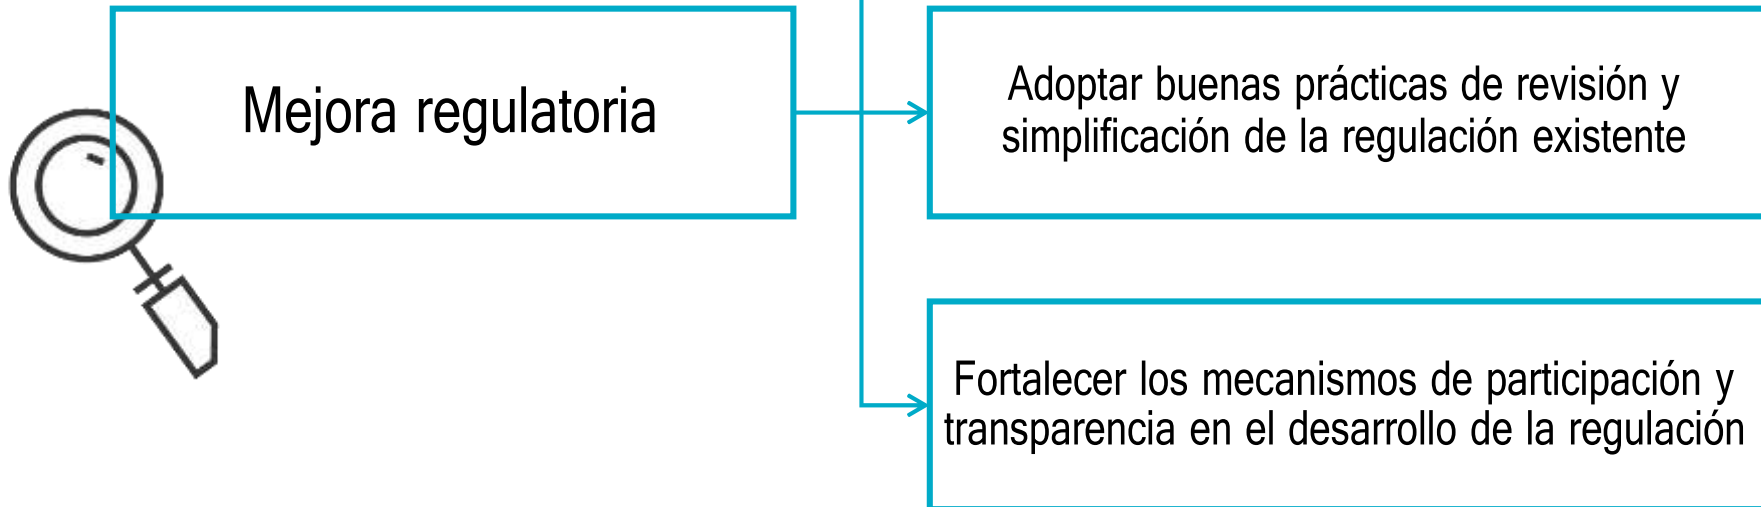 Mejora regulatoria
Adoptar buenas prácticas de revisión y
simplificación de la regulación existente
Fortalecer los mecanismos de participación y
transparencia en el desarrollo de la regulación